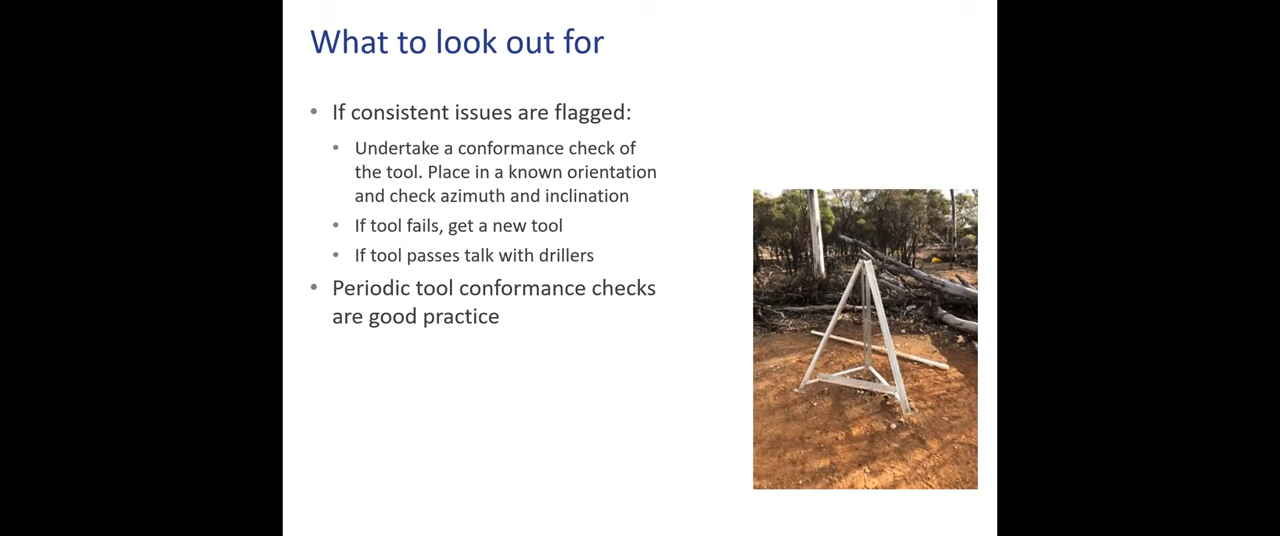 What to look out for
• If consistent issues are flagged:
• Undertake a conformance check of
the tool. Place in a known orientation
and check azimuth and inclination
• If tool fails, get a new tool
• If tool passes talk with drillers
• Periodic tool conformance checks
are good practice